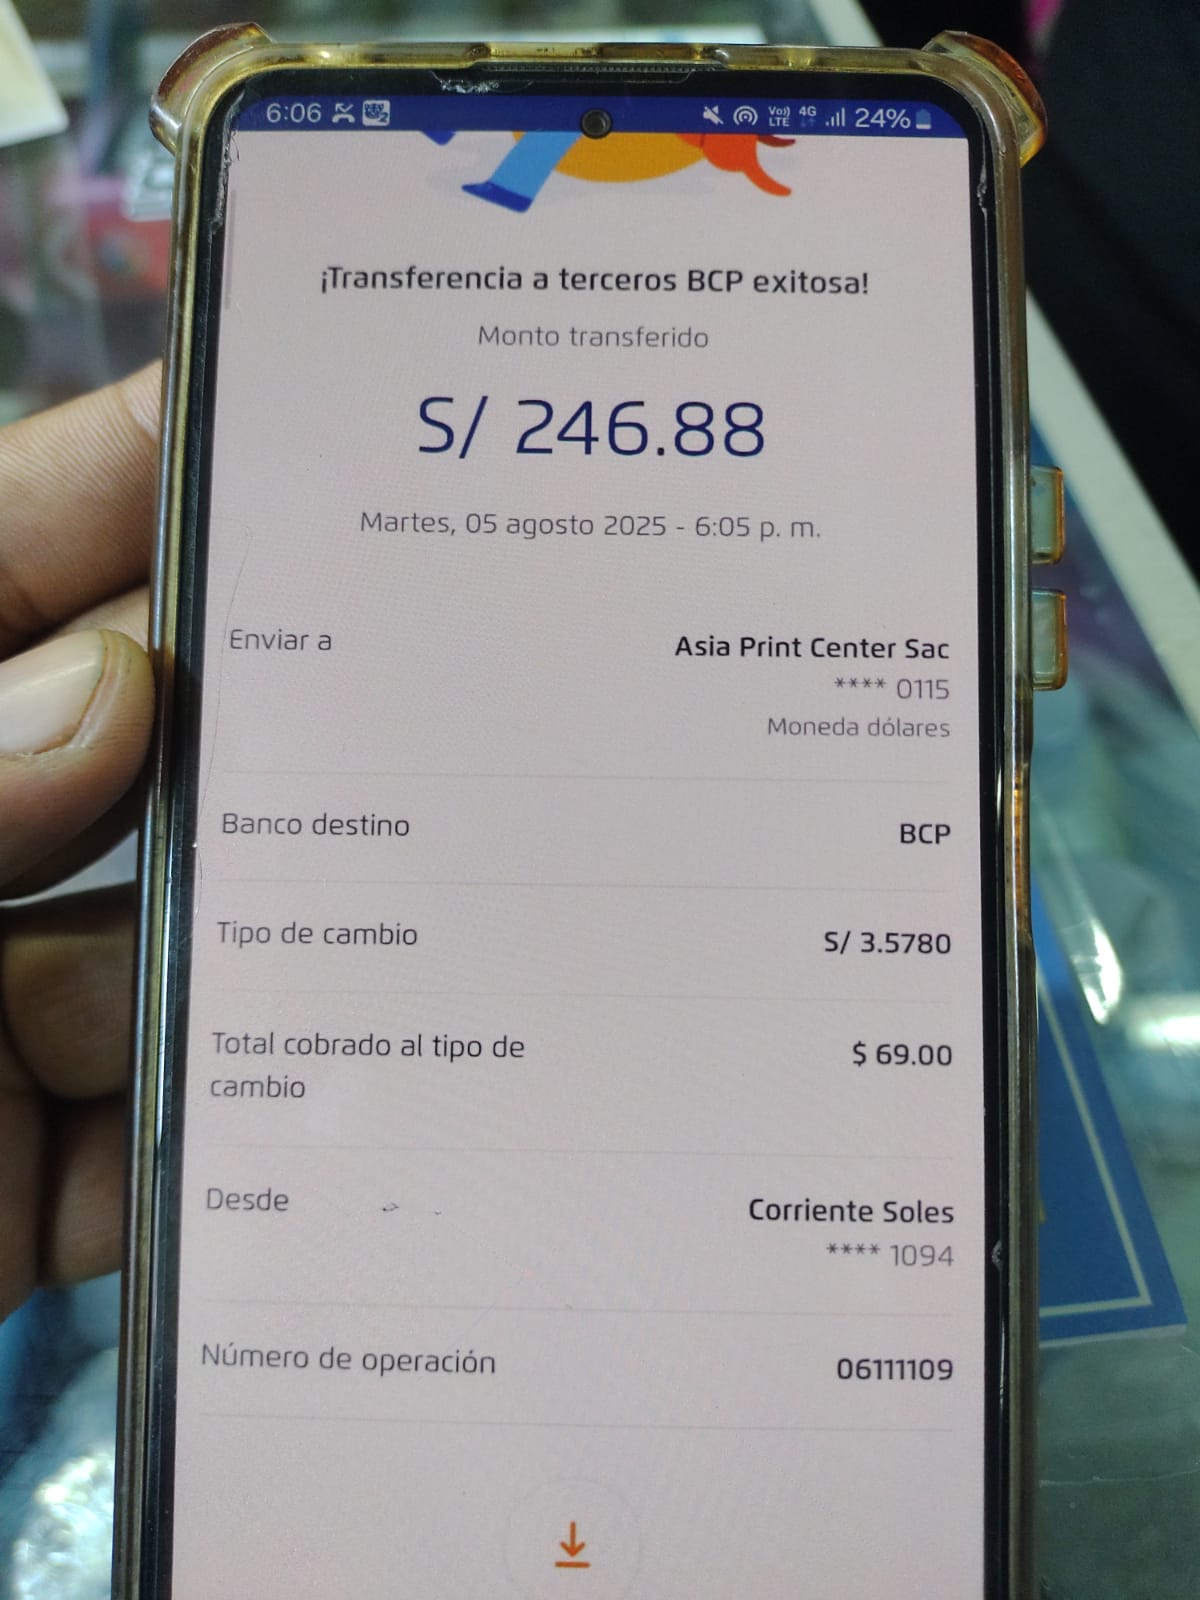 6:06 VoLTE 4G 24%
¡Transferencia a terceros BCP exitosa!
Monto transferido
S/ 246.88
Martes, 05 agosto 2025 - 6:05 p. m.
Enviar a
Asia Print Center Sac
**** 0115
Moneda dólares
Banco destino
BCP
Tipo de cambio
S/ 3.5780
Total cobrado al tipo de
cambio
$ 69.00
Desde
Corriente Soles
**** 1094
Número de operación
06111109